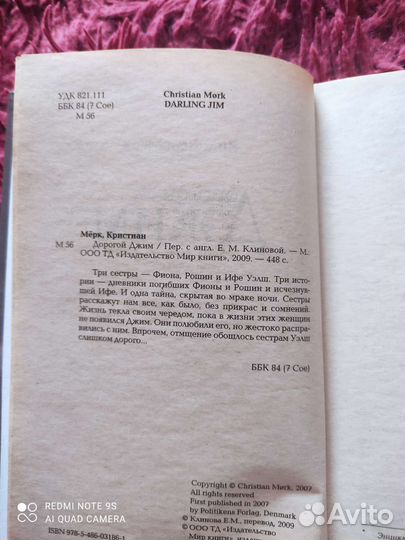 УДК 821.111
ББК 84 (7 Сое)
М 56
Christian Mørk
DARLING JIM
Мёрк, Кристиан
М 56 Дорогой Джим / Пер. с англ. Е. М. Клиновой. — М.:
ООО ТД «Издательство Мир книги», 2009. — 448 с.
Три сестры — Фиона, Рошин и Ифе Уэлш. Три исто-
рии — дневники погибших Фионы и Рошин и исчезнув-
шей Ифе. И одна тайна, скрытая во мраке ночи. Сестры
расскажут нам все, как было, без прикрас и сомнений.
Жизнь текла своим чередом, пока в жизни этих женщин
не появился Джим. Они полюбили его, но жестоко распра-
вились с ним. Впрочем, отмщение обошлось сестрам Уэлш
слишком дорого...
ББК 84 (7 Сое)
Copyright © Christian Mørk, 2007
All rights reserved
First published in 2007
by Politikens Forlag, Denmark
© Клинова Е.М., перевод, 2009
© ООО ТД «Издательство
Мир книги»,
ISBN 978-5-486-03186-1
REDMI NOTE 9S
AI QUAD CAMERA
Avito